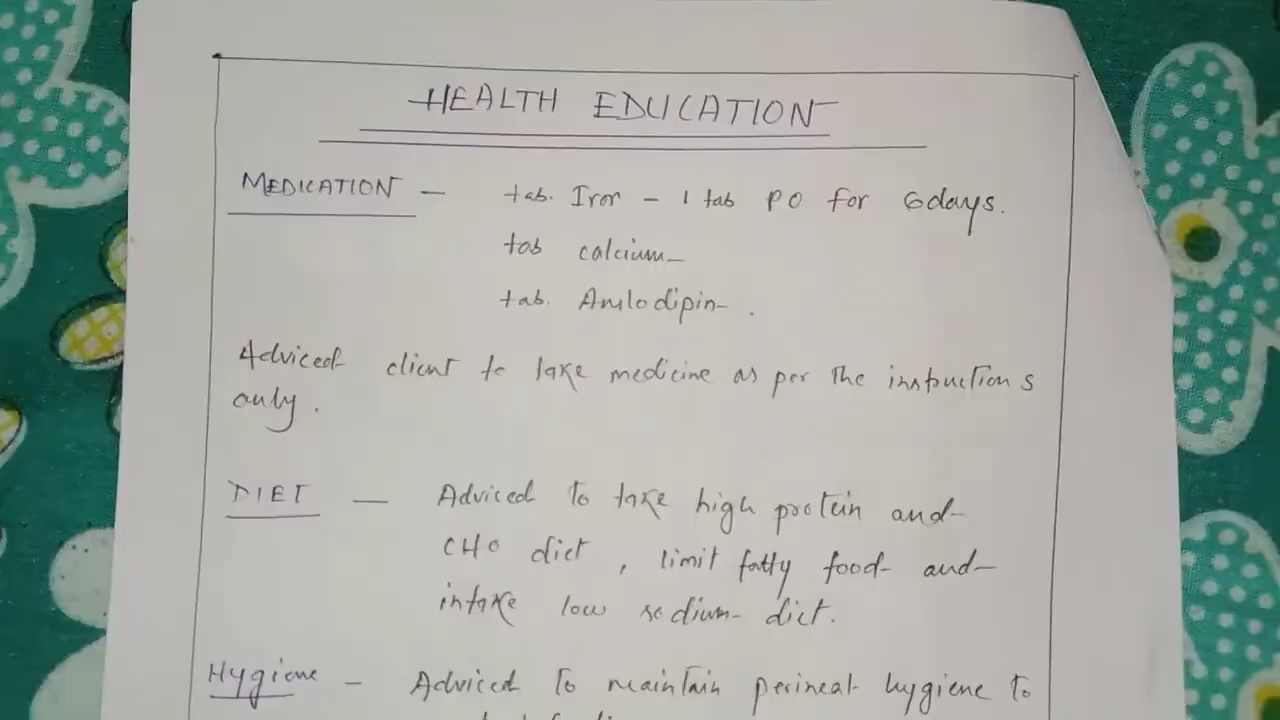 HEALTH EDUCATION
MEDICATION - tab. Iron - 1 tab PO for 6days.
tab calcium
tab. Amlodipin .
Adviced client to take medicine as per the instructions
only.
DIET - Adviced to take high protein and
CHO diet, limit fatty food and
intake low sodium diet.
Hygiene - Adviced to maintain perineal hygiene to